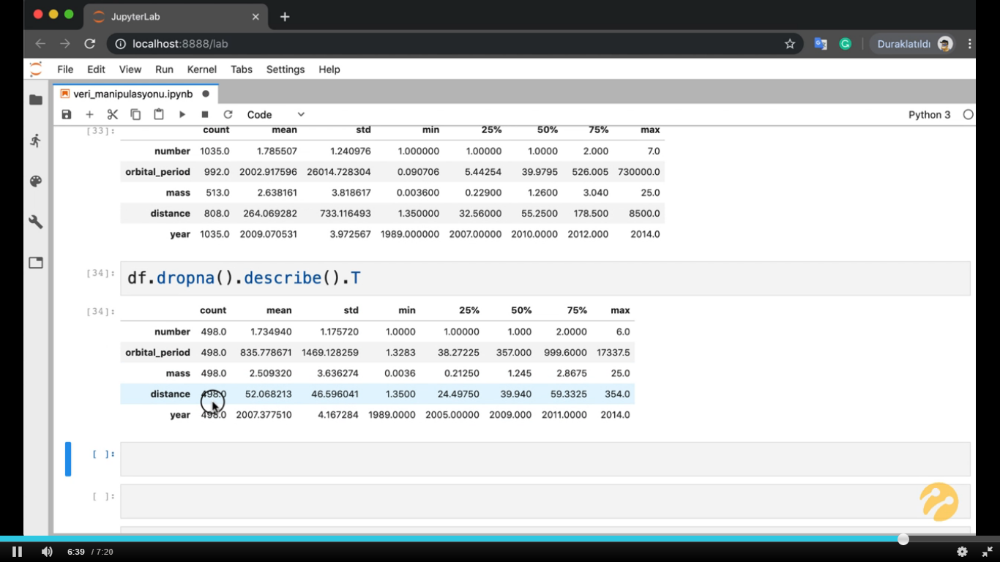 JupyterLab
localhost:8888/lab
Duraklatıldı
File Edit View Run Kernel Tabs Settings Help
veri_manipulasyonu.ipynb
Code
Python 3
[33]: count mean std min 25% 50% 75% max
number 1035.0 1.785507 1.240976 1.000000 1.00000 1.0000 2.000 7.0
orbital_period 992.0 2002.917596 26014.728304 0.090706 5.44254 39.9795 526.005 730000.0
mass 513.0 2.638161 3.818617 0.003600 0.22900 1.2600 3.040 25.0
distance 808.0 264.069282 733.116493 1.350000 32.56000 55.2500 178.500 8500.0
year 1035.0 2009.070531 3.972567 1989.000000 2007.00000 2010.0000 2012.000 2014.0
[34]: df.dropna().describe().T
[34]: count mean std min 25% 50% 75% max
number 498.0 1.734940 1.175720 1.0000 1.00000 1.000 2.0000 6.0
orbital_period 498.0 835.778671 1469.128259 1.3283 38.27225 357.000 999.6000 17337.5
mass 498.0 2.509320 3.636274 0.0036 0.21250 1.245 2.8675 25.0
distance 498.0 52.068213 46.596041 1.3500 24.49750 39.940 59.3325 354.0
year 498.0 2007.377510 4.167284 1989.0000 2005.00000 2009.000 2011.0000 2014.0
[ ]:
[ ]:
6:39 / 7:20